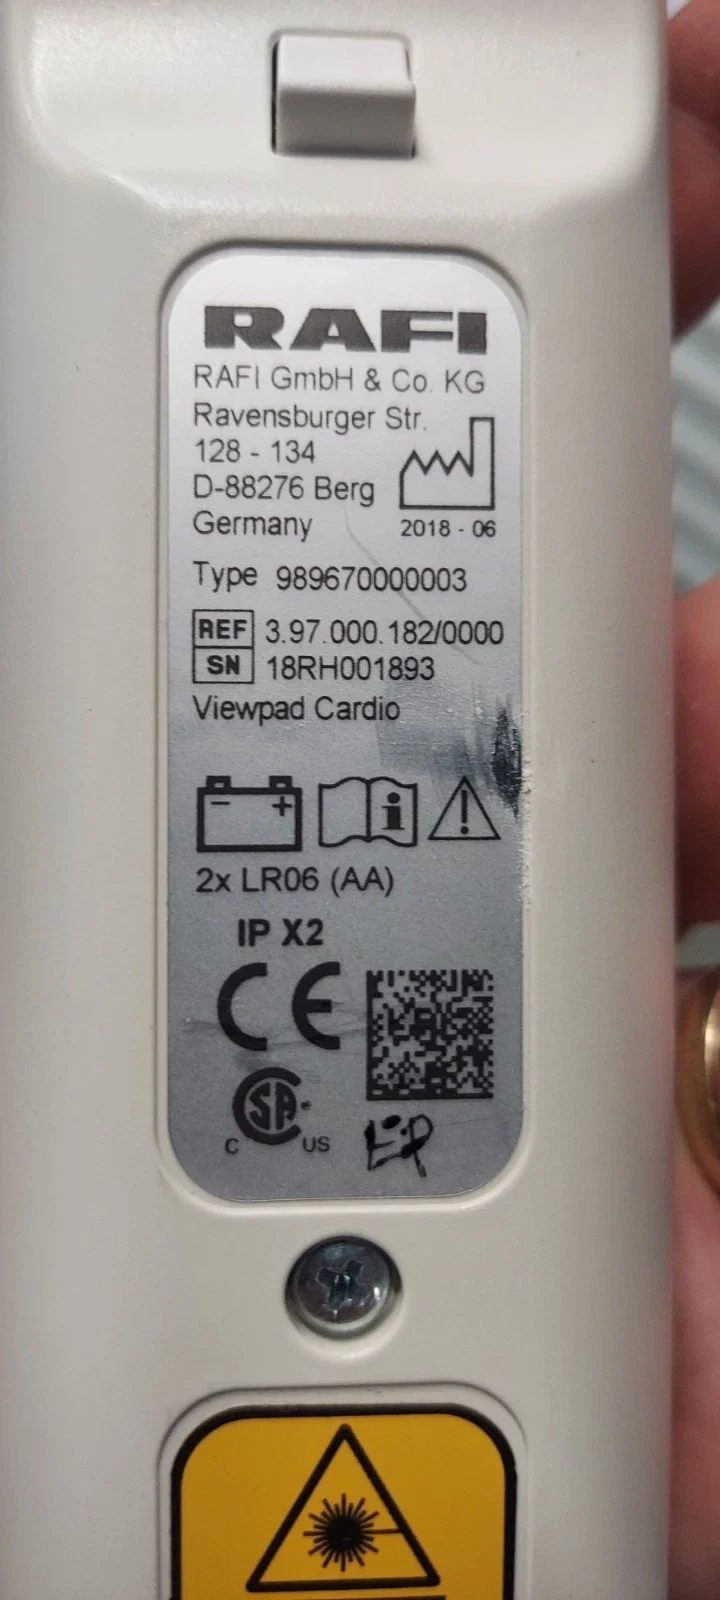 RAFI
RAFI GmbH & Co. KG
Ravensburger Str.
128 - 134
D-88276 Berg
Germany
2018 - 06
Type 989670000003
REF 3.97.000.182/0000
SN 18RH001893
Viewpad Cardio
- +
i
!
2x LR06 (AA)
IP X2
CE
SA
C US